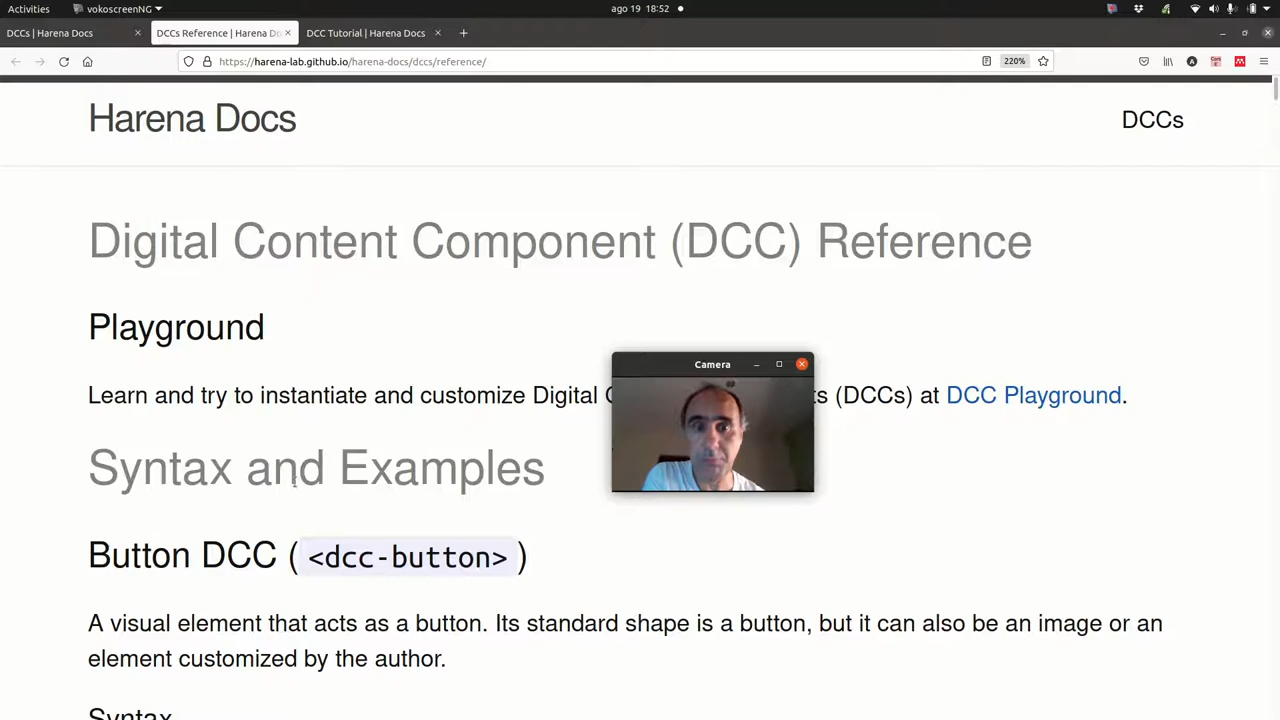 Activities vokoscreenNG ago 19 18:52
DCCs | Harena Docs DCCs Reference | Harena Do DCC Tutorial | Harena Docs
https://harena-lab.github.io/harena-docs/dccs/reference/ 220%
Harena Docs DCCs
Digital Content Component (DCC) Reference
Playground
Camera
Learn and try to instantiate and customize Digital C ts (DCCs) at DCC Playground.
Syntax and Examples
Button DCC ( <dcc-button> )
A visual element that acts as a button. Its standard shape is a button, but it can also be an image or an
element customized by the author.
Syntax